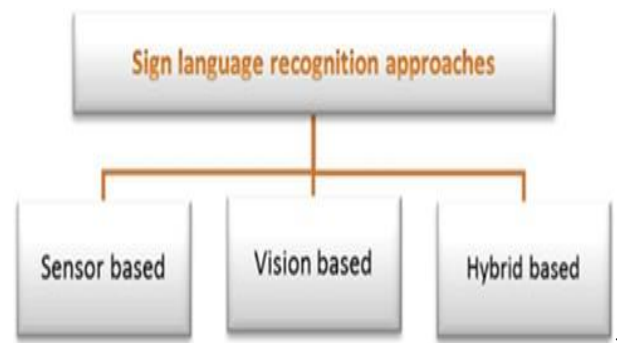 Sign language recognition approaches
Sensor based
Vision based
Hybrid based